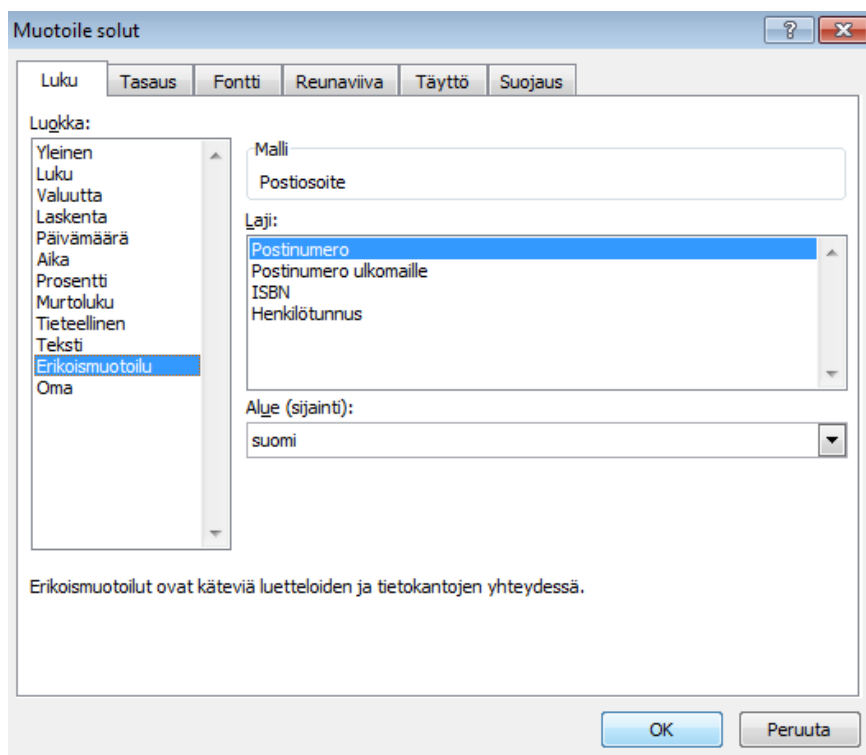 Muotoile solut
Luku Tasaus Fontti Reunaviiva Täyttö Suojaus
Luokka:
Yleinen
Luku
Valuutta
Laskenta
Päivämäärä
Aika
Prosentti
Murtoluku
Tieteellinen
Teksti
Erikoismuotoilu
Oma
Malli
Postiosoite
Laji:
Postinumero
Postinumero ulkomaille
ISBN
Henkilötunnus
Alue (sijainti):
suomi
Erikoismuotoilut ovat käteviä luetteloiden ja tietokantojen yhteydessä.
OK Peruuta